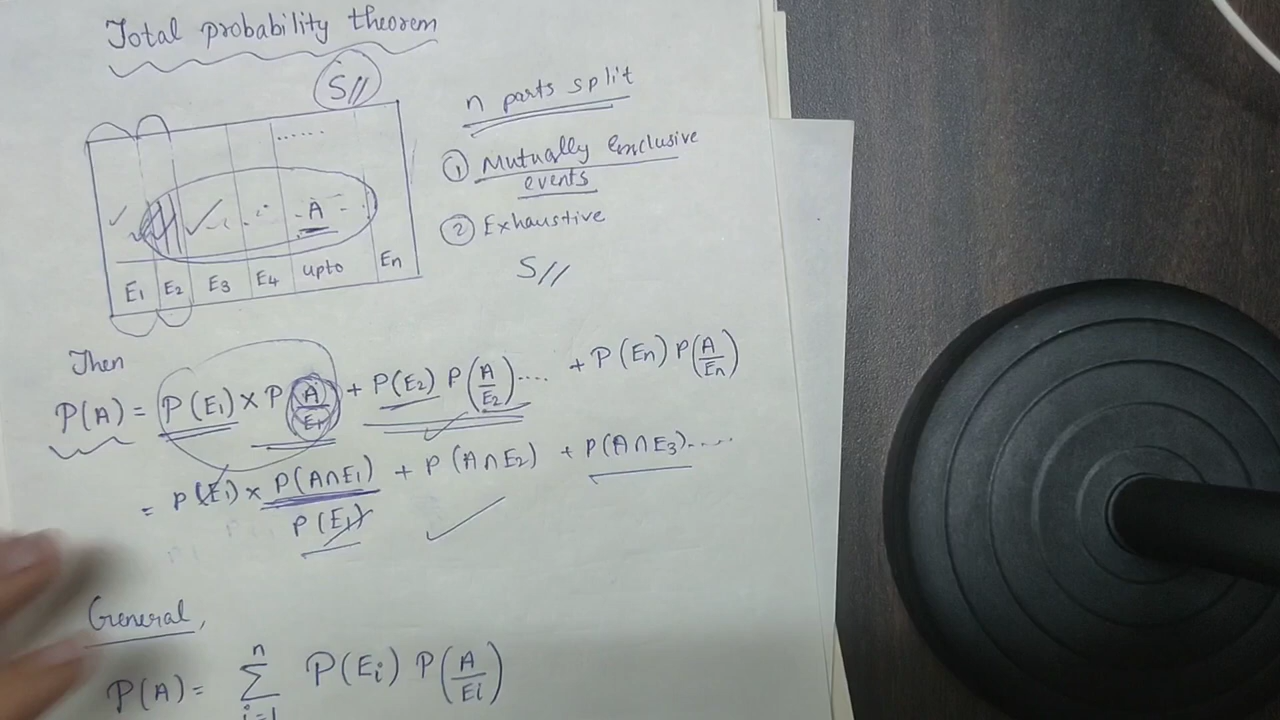 Total probability theorem
S//
n parts split
......
① Mutually Exclusive
events
A
② Exhaustive
S//
E1 E2 E3 E4 upto En
Then
P(A) = P(E1) × P(A/E1) + P(E2) P(A/E2).... + P(En) P(A/En)
= P(E1) × P(A∩E1)/P(E1) + P(A∩E2) + P(A∩E3).....
General,
P(A) = n Σ i=1 P(Ei) P(A/Ei)